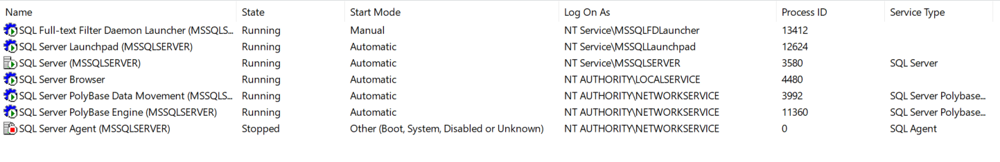 Name State Start Mode Log On As Process ID Service Type
SQL Full-text Filter Daemon Launcher (MSSQLS... Running Manual NT Service\MSSQLFDLauncher 13412
SQL Server Launchpad (MSSQLSERVER) Running Automatic NT Service\MSSQLLaunchpad 12624
SQL Server (MSSQLSERVER) Running Automatic NT Service\MSSQLSERVER 3580 SQL Server
SQL Server Browser Running Automatic NT AUTHORITY\LOCALSERVICE 4480
SQL Server PolyBase Data Movement (MSSQLS... Running Automatic NT AUTHORITY\NETWORKSERVICE 3992 SQL Server Polybase...
SQL Server PolyBase Engine (MSSQLSERVER) Running Automatic NT AUTHORITY\NETWORKSERVICE 11360 SQL Server Polybase...
SQL Server Agent (MSSQLSERVER) Stopped Other (Boot, System, Disabled or Unknown) NT AUTHORITY\NETWORKSERVICE 0 SQL Agent